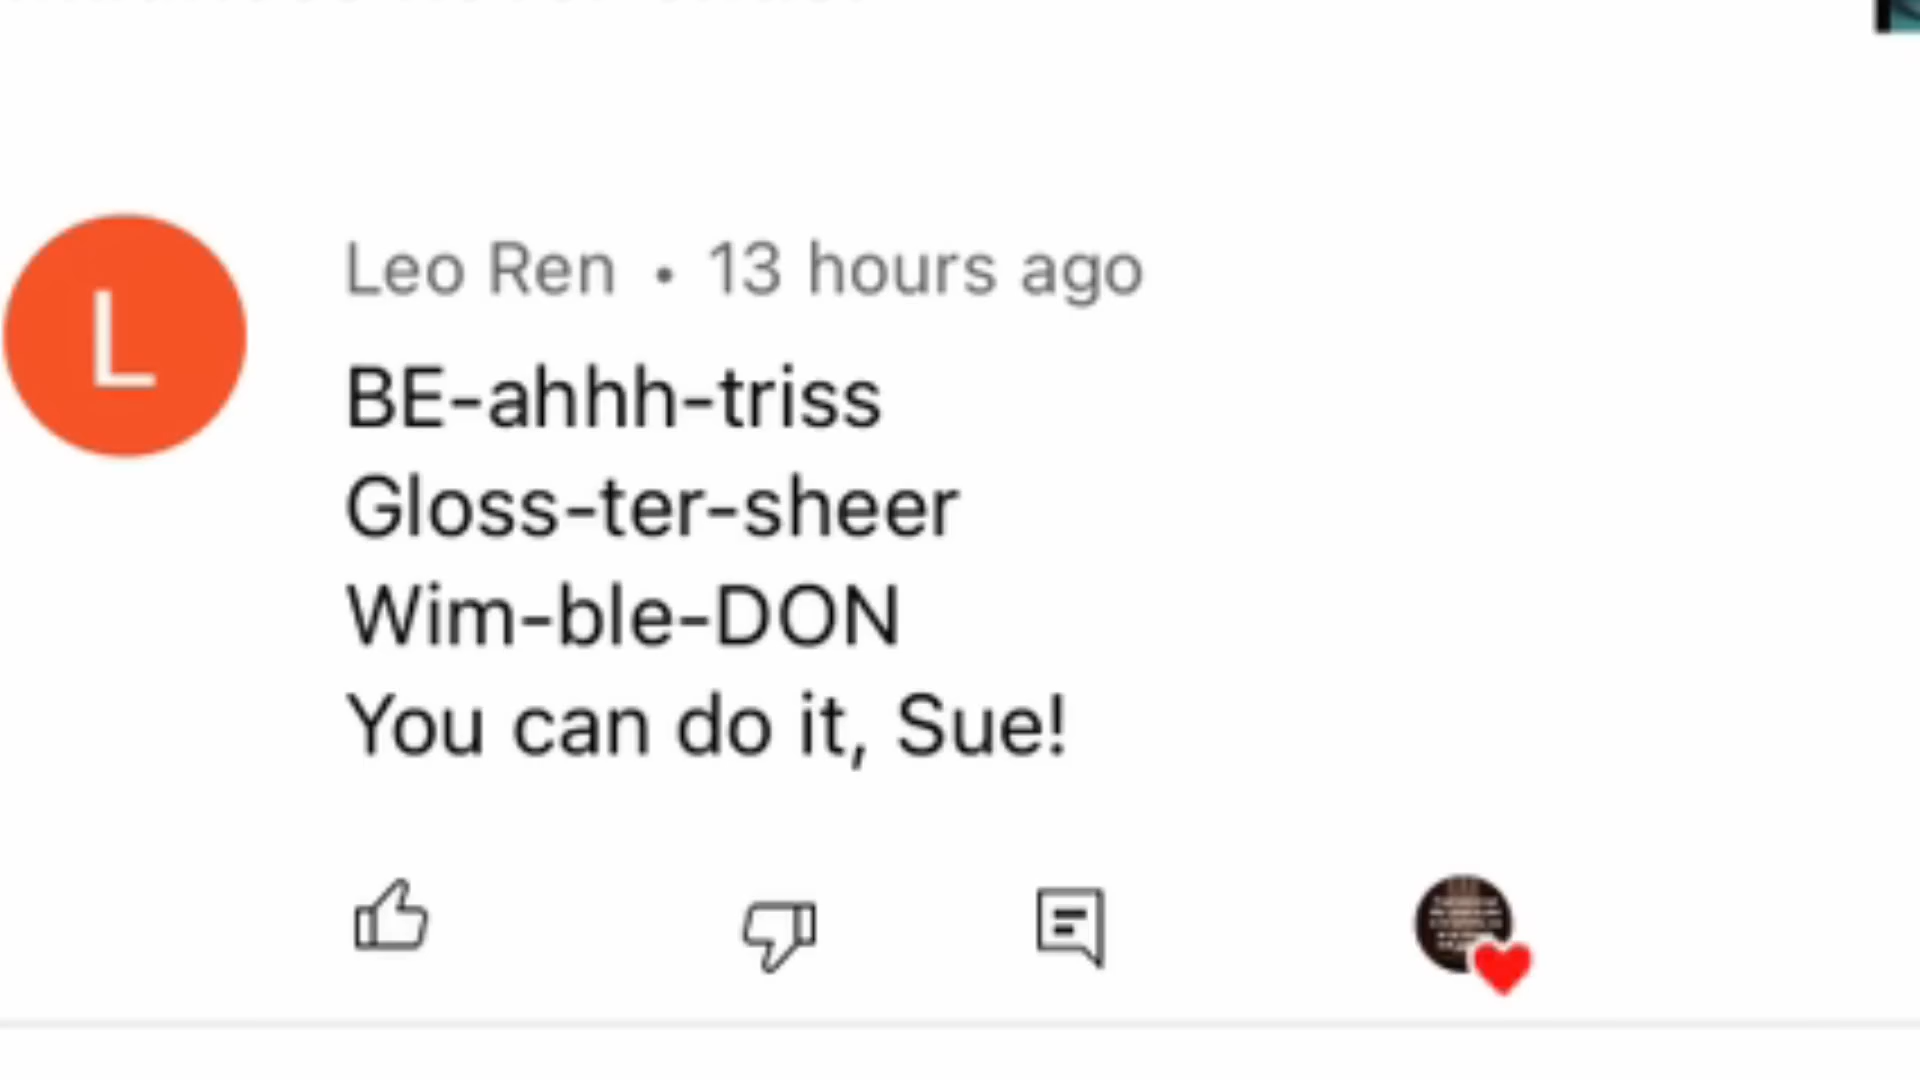 L
Leo Ren • 13 hours ago
BE-ahhh-triss
Gloss-ter-sheer
Wim-ble-DON
You can do it, Sue!